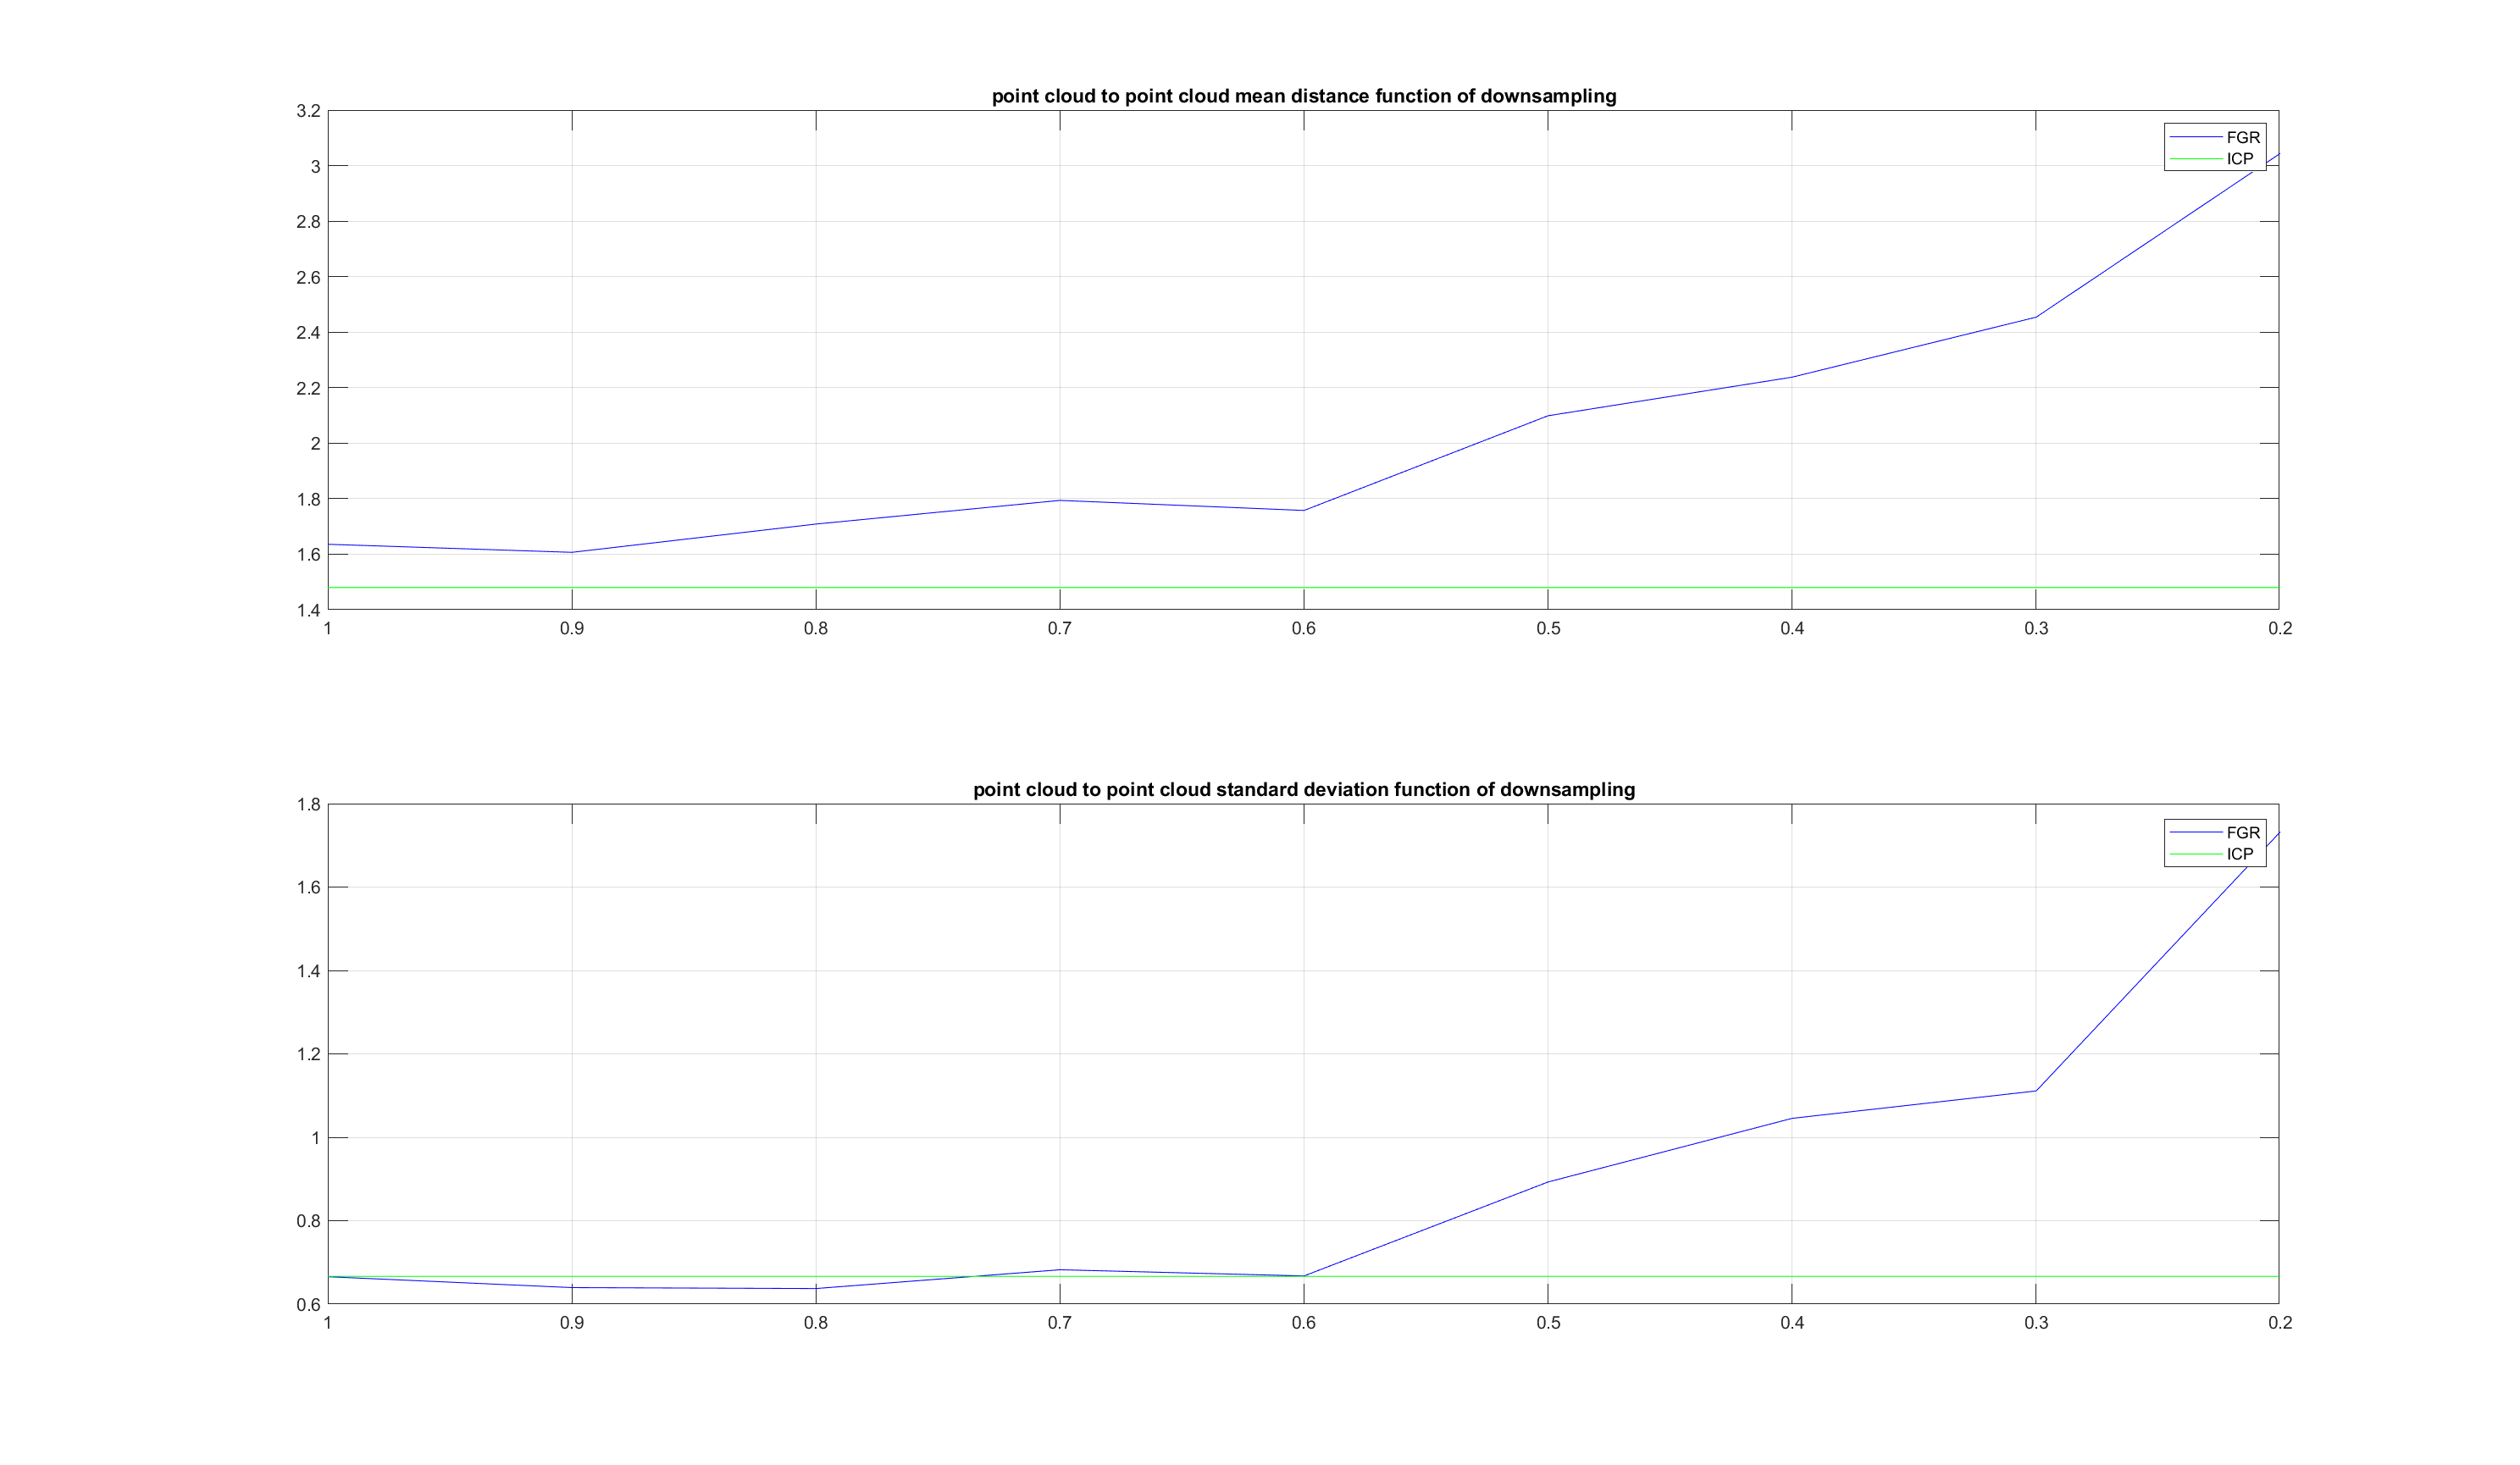 point cloud to point cloud mean distance function of downsampling
3.2
3
2.8
2.6
2.4
2.2
2
1.8
1.6
1.4
FGR
ICP
1 0.9 0.8 0.7 0.6 0.5 0.4 0.3 0.2
point cloud to point cloud standard deviation function of downsampling
1.8
1.6
1.4
1.2
1
0.8
0.6
FGR
ICP
1 0.9 0.8 0.7 0.6 0.5 0.4 0.3 0.2